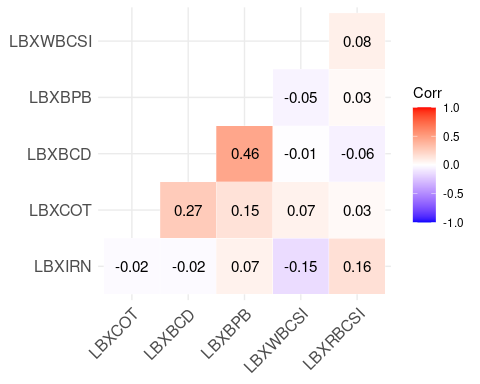 LBXWBCSI 0.08
LBXBPB -0.05 0.03
LBXBCD 0.46 -0.01 -0.06
LBXCOT 0.27 0.15 0.07 0.03
LBXIRN -0.02 -0.02 0.07 -0.15 0.16
LBXCOT LBXBCD LBXBPB LBXWBCSI LBXRBCSI
Corr
1.0
0.5
0.0
-0.5
-1.0